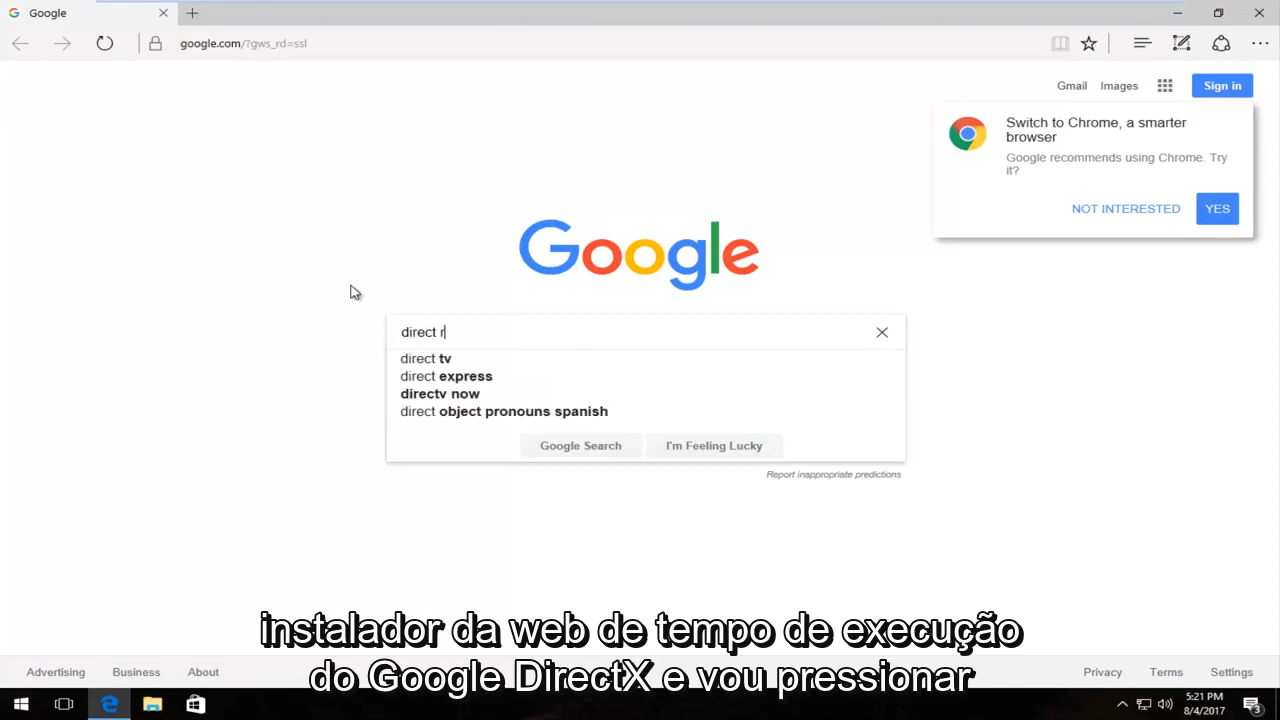 Google
google.com/?gws_rd=ssl
Gmail Images Sign in
Switch to Chrome, a smarter
browser
Google recommends using Chrome. Try
it?
NOT INTERESTED YES
Google
direct r
direct tv
direct express
directv now
direct object pronouns spanish
Google Search I'm Feeling Lucky
Report inappropriate predictions
instalador da web de tempo de execução
do Google DirectX e vou pressionar
Advertising Business About Privacy Terms Settings
5:21 PM
8/4/2017
3